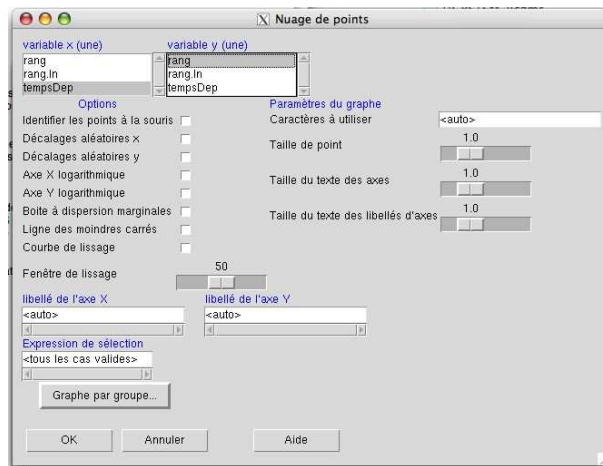 Nuage de points
variable x (une)
variable y (une)
rang
rang.ln
tempsDep
rang
rang.ln
tempsDep
Options
Identifier les points à la souris
Décalages aléatoires x
Décalages aléatoires y
Axe X logarithmique
Axe Y logarithmique
Boite à dispersion marginales
Ligne des moindres carrés
Courbe de lissage
Fenêtre de lissage
50
Paramètres du graphe
Caractères à utiliser
<auto>
Taille de point
1.0
Taille du texte des axes
1.0
Taille du texte des libellés d'axes
1.0
libellé de l'axe X
<auto>
libellé de l'axe Y
<auto>
Expression de sélection
<tous les cas valides>
Graphe par groupe...
OK
Annuler
Aide